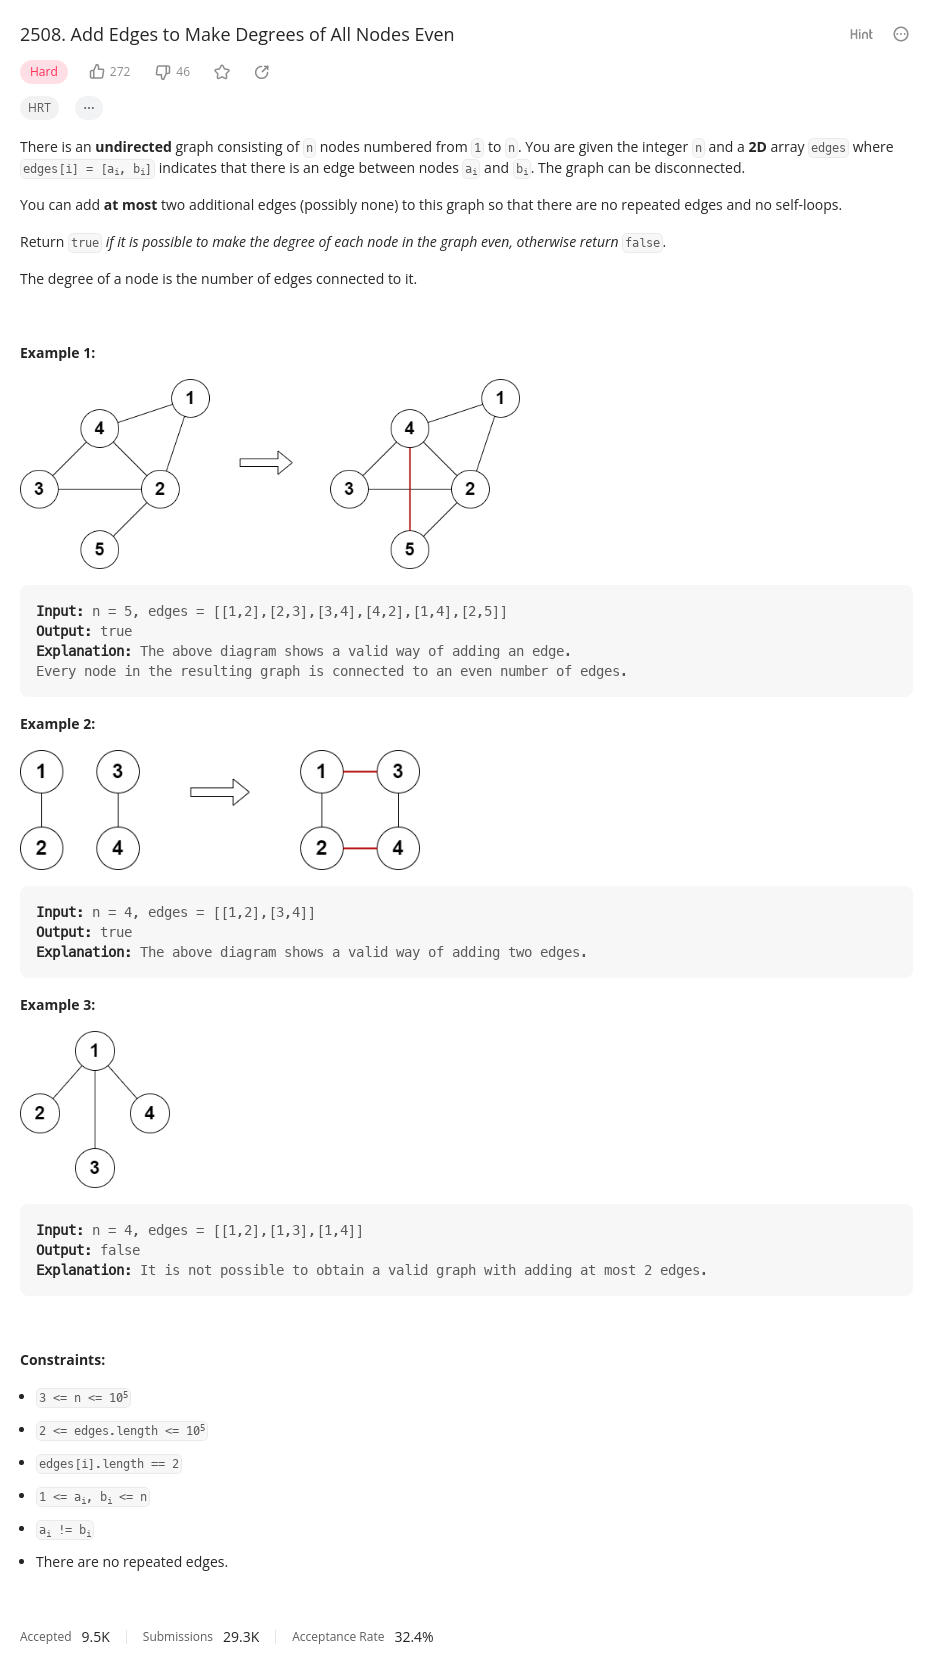 2508. Add Edges to Make Degrees of All Nodes Even
Hint
Hard 272 46
HRT ...
There is an undirected graph consisting of n nodes numbered from 1 to n. You are given the integer n and a 2D array edges where
edges[i] = [aᵢ, bᵢ] indicates that there is an edge between nodes aᵢ and bᵢ. The graph can be disconnected.
You can add at most two additional edges (possibly none) to this graph so that there are no repeated edges and no self-loops.
Return true if it is possible to make the degree of each node in the graph even, otherwise return false.
The degree of a node is the number of edges connected to it.
Example 1:
1 1
4 4
3 2 3 2
5 5
Input: n = 5, edges = [[1,2],[2,3],[3,4],[4,2],[1,4],[2,5]]
Output: true
Explanation: The above diagram shows a valid way of adding an edge.
Every node in the resulting graph is connected to an even number of edges.
Example 2:
1 3 1 3
2 4 2 4
Input: n = 4, edges = [[1,2],[3,4]]
Output: true
Explanation: The above diagram shows a valid way of adding two edges.
Example 3:
1
2 4
3
Input: n = 4, edges = [[1,2],[1,3],[1,4]]
Output: false
Explanation: It is not possible to obtain a valid graph with adding at most 2 edges.
Constraints:
• 3 <= n <= 10⁵
• 2 <= edges.length <= 10⁵
• edges[i].length == 2
• 1 <= aᵢ, bᵢ <= n
• aᵢ != bᵢ
• There are no repeated edges.
Accepted 9.5K Submissions 29.3K Acceptance Rate 32.4%